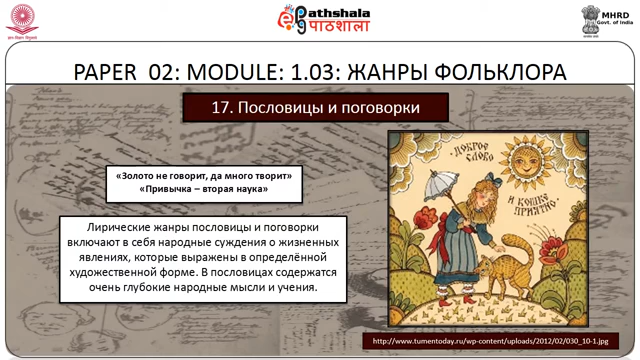 ePathshala
पाठशाला
MHRD
Govt. of India
PAPER 02: MODULE: 1.03: ЖАНРЫ ФОЛЬКЛОРА
17. Пословицы и поговорки
«Золото не говорит, да много творит»
«Привычка – вторая наука»
Лирические жанры пословицы и поговорки
включают в себя народные суждения о жизненных
явлениях, которые выражены в определённой
художественной форме. В пословицах содержатся
очень глубокие народные мысли и учения.
ДОБРОЕ
СЛОВО
И КОШКЕ
ПРИЯТНО
http://www.tumentoday.ru/wp-content/uploads/2012/02/030_10-1.jpg